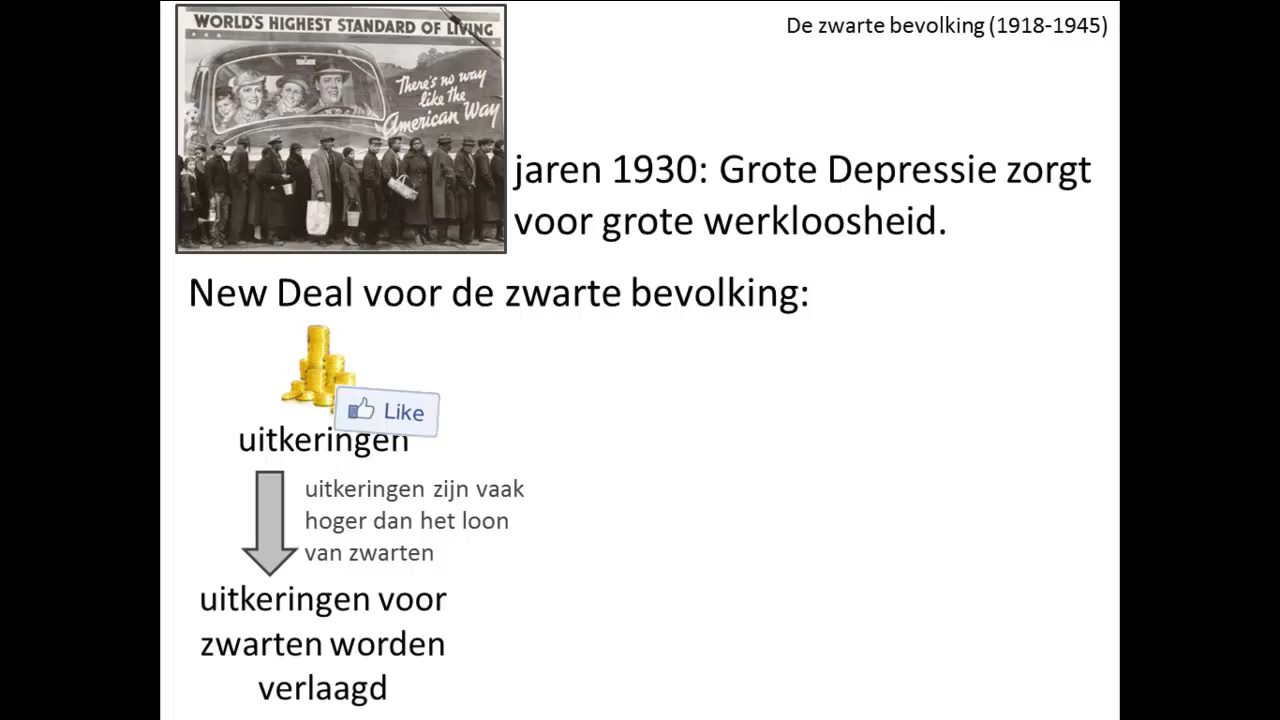 De zwarte bevolking (1918-1945)
WORLD'S HIGHEST STANDARD OF LIVING
There's no way
like the
American Way
jaren 1930: Grote Depressie zorgt
voor grote werkloosheid.
New Deal voor de zwarte bevolking:
Like
uitkeringen
uitkeringen zijn vaak
hoger dan het loon
van zwarten
uitkeringen voor
zwarten worden
verlaagd